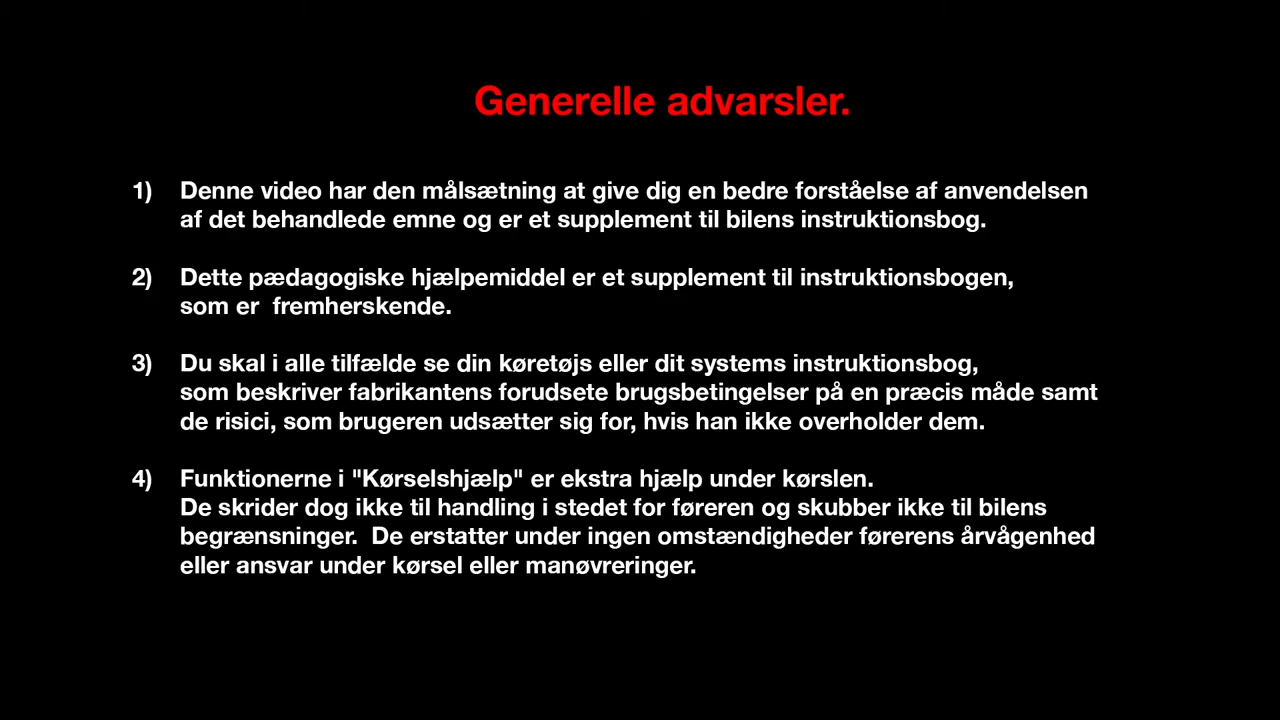 Generelle advarsler.
1) Denne video har den målsætning at give dig en bedre forståelse af anvendelsen
af det behandlede emne og er et supplement til bilens instruktionsbog.
2) Dette pædagogiske hjælpemiddel er et supplement til instruktionsbogen,
som er  fremherskende.
3) Du skal i alle tilfælde se din køretøjs eller dit systems instruktionsbog,
som beskriver fabrikantens forudsete brugsbetingelser på en præcis måde samt
de risici, som brugeren udsætter sig for, hvis han ikke overholder dem.
4) Funktionerne i "Kørselshjælp" er ekstra hjælp under kørslen.
De skrider dog ikke til handling i stedet for føreren og skubber ikke til bilens
begrænsninger.  De erstatter under ingen omstændigheder førerens årvågenhed
eller ansvar under kørsel eller manøvreringer.